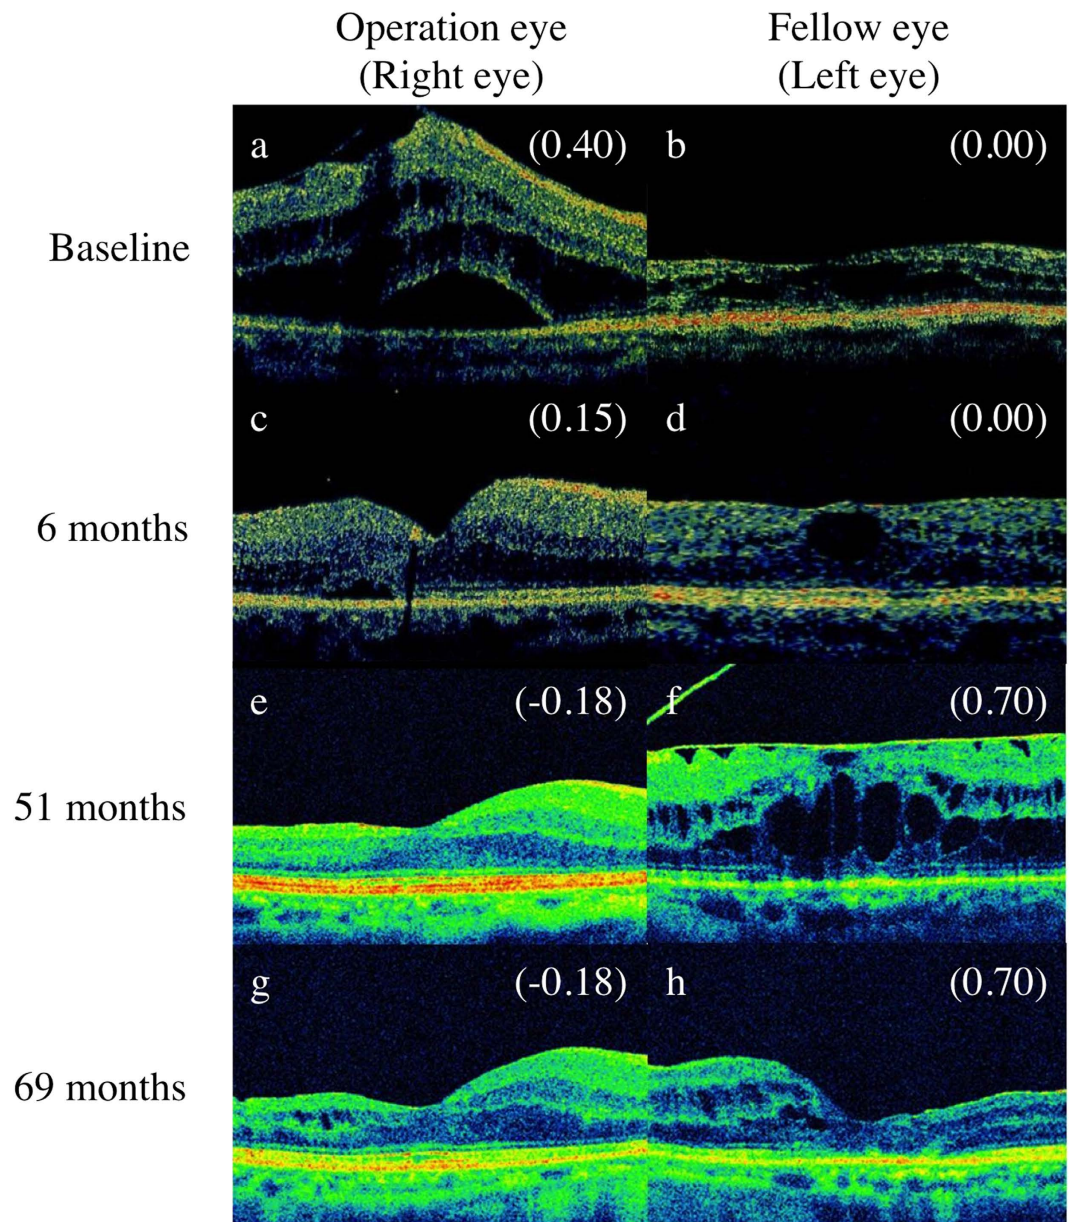 Operation eye
(Right eye)
Fellow eye
(Left eye)
Baseline
a
(0.40)
b
(0.00)
6 months
c
(0.15)
d
(0.00)
51 months
e
(-0.18)
f
(0.70)
69 months
g
(-0.18)
h
(0.70)